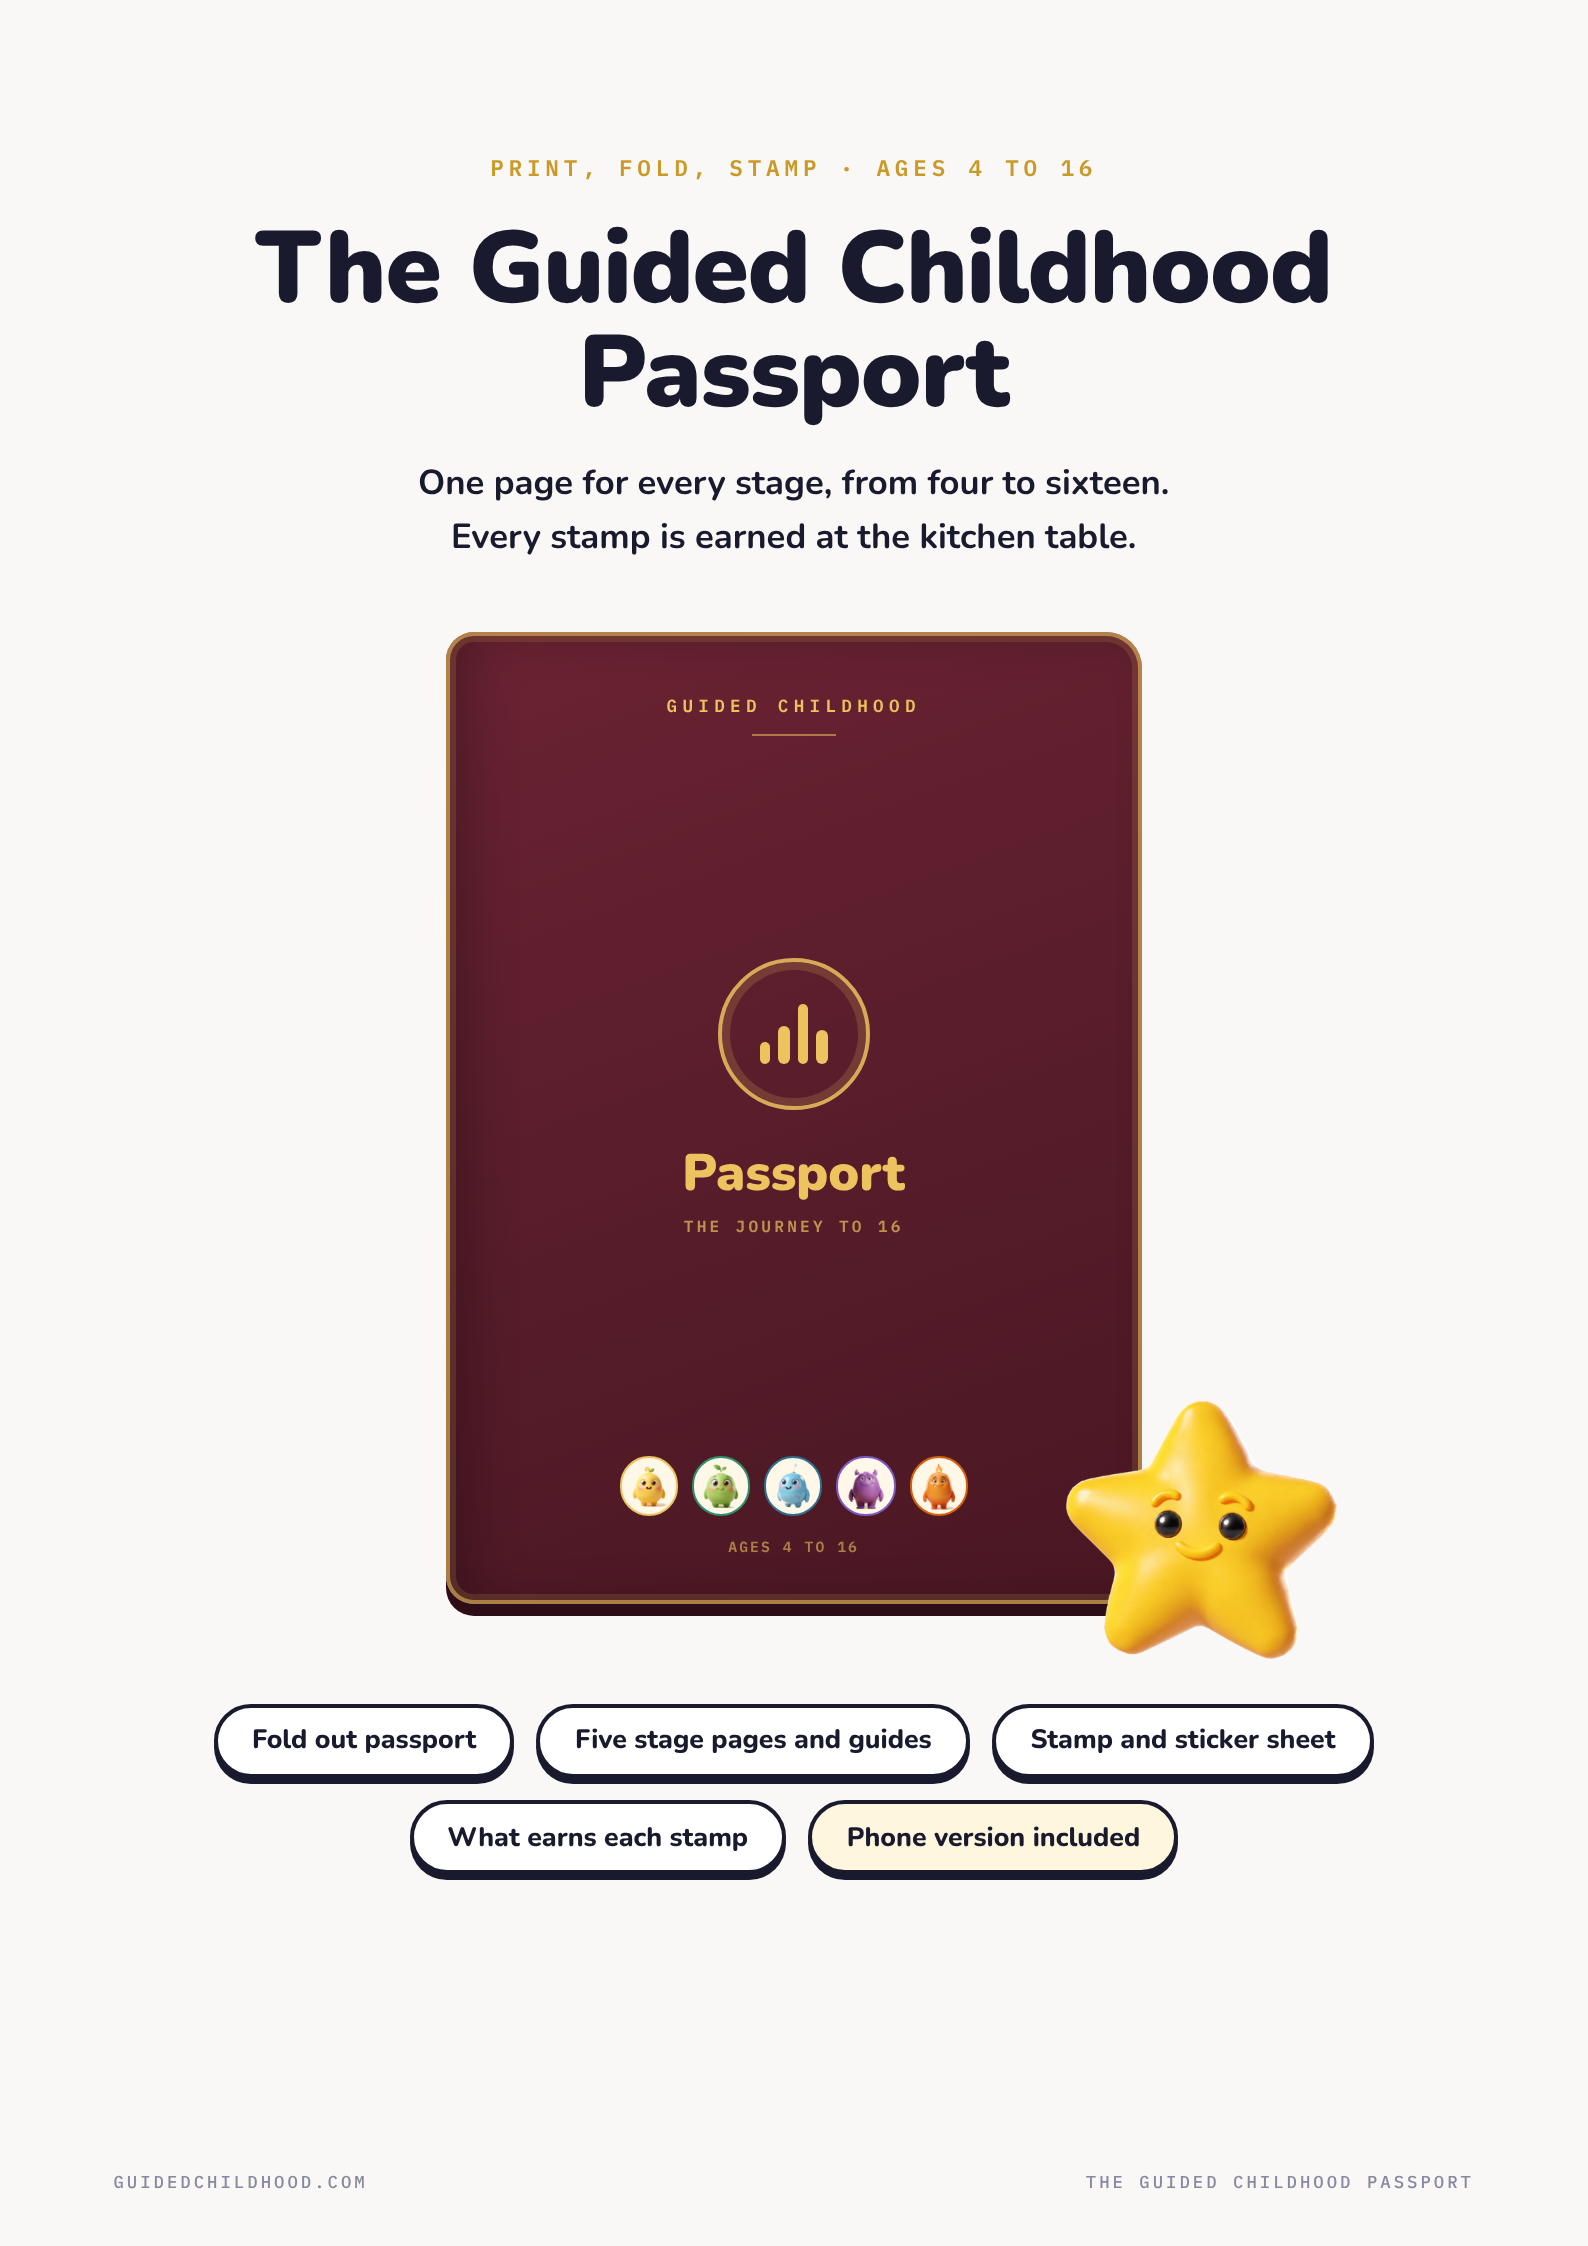 PRINT, FOLD, STAMP · AGES 4 TO 16
The Guided Childhood
Passport
One page for every stage, from four to sixteen.
Every stamp is earned at the kitchen table.
GUIDED CHILDHOOD
Passport
THE JOURNEY TO 16
AGES 4 TO 16
Fold out passport
Five stage pages and guides
Stamp and sticker sheet
What earns each stamp
Phone version included
GUIDEDCHILDHOOD.COM
THE GUIDED CHILDHOOD PASSPORT